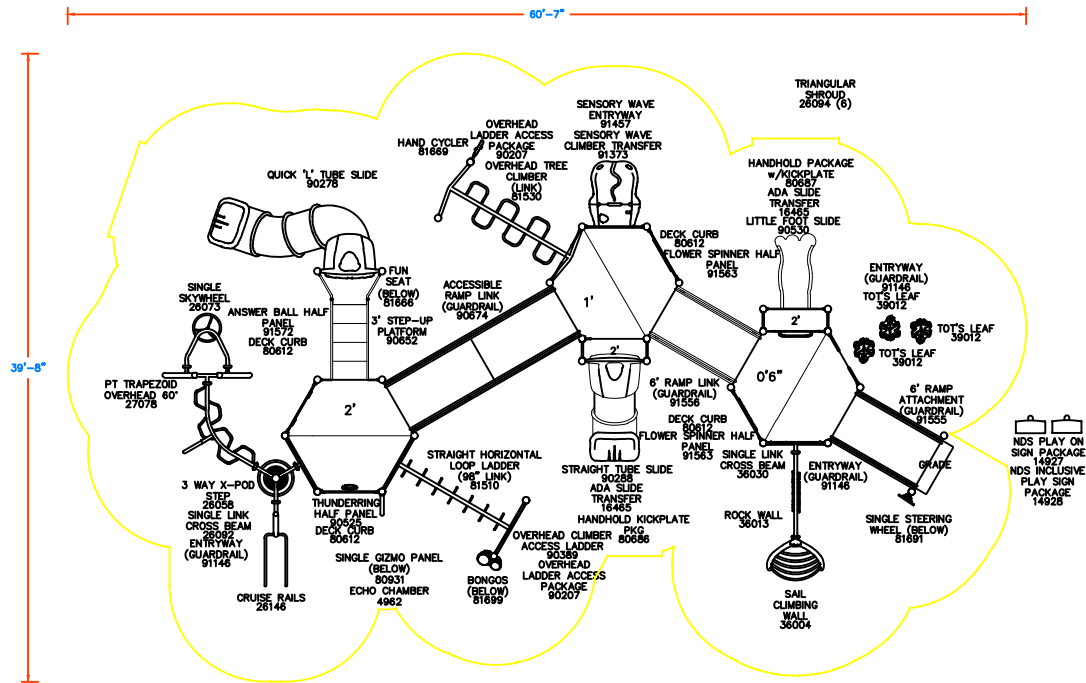 60'-7"
39'-8"
TRIANGULAR
SHROUD
26094 (6)
SENSORY WAVE
ENTRYWAY
91457
SENSORY WAVE
CLIMBER TRANSFER
91373
OVERHEAD
LADDER ACCESS
PACKAGE
90207
OVERHEAD TREE
CLIMBER
(LINK)
81530
HAND CYCLER
81669
QUICK 'L' TUBE SLIDE
90278
HANDHOLD PACKAGE
w/KICKPLATE
80687
ADA SLIDE
TRANSFER
16465
LITTLE FOOT SLIDE
90530
DECK CURB
80612
FLOWER SPINNER HALF
PANEL
91563
ENTRYWAY
(GUARDRAIL)
91146
TOT'S LEAF
39012
TOT'S LEAF
39012
TOT'S LEAF
39012
FUN
SEAT
(BELOW)
81666
ACCESSIBLE
RAMP LINK
(GUARDRAIL)
90674
SINGLE
SKYWHEEL
26073
ANSWER BALL HALF
PANEL
91572
DECK CURB
80612
3' STEP-UP
PLATFORM
90652
1'
2'
2'
0'6"
2'
PT TRAPEZOID
OVERHEAD 60"
27078
6' RAMP LINK
(GUARDRAIL)
91556
DECK CURB
80612
FLOWER SPINNER HALF
PANEL
91563
6' RAMP
ATTACHMENT
(GUARDRAIL)
91555
GRADE
NDS PLAY ON
SIGN PACKAGE
14927
NDS INCLUSIVE
PLAY SIGN
PACKAGE
14928
SINGLE LINK
CROSS BEAM
36030
ENTRYWAY
(GUARDRAIL)
91146
STRAIGHT HORIZONTAL
LOOP LADDER
(96" LINK)
81510
STRAIGHT TUBE SLIDE
90288
ADA SLIDE
TRANSFER
16465
HANDHOLD KICKPLATE
PKG
80686
3 WAY X-POD
STEP
26058
SINGLE LINK
CROSS BEAM
26092
ENTRYWAY
(GUARDRAIL)
91146
THUNDERRING
HALF PANEL
90525
DECK CURB
80612
ROCK WALL
36013
SINGLE STEERING
WHEEL (BELOW)
81691
OVERHEAD CLIMBER
ACCESS LADDER
90389
OVERHEAD
LADDER ACCESS
PACKAGE
90207
SINGLE GIZMO PANEL
(BELOW)
80931
ECHO CHAMBER
4962
BONGOS
(BELOW)
81699
CRUISE RAILS
26146
SAIL
CLIMBING
WALL
36004